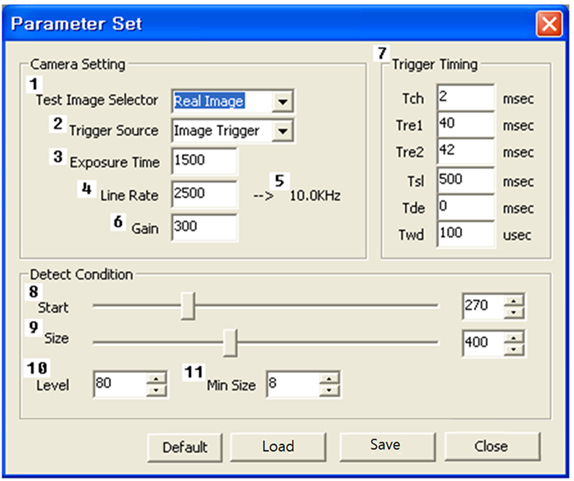 Parameter Set
Camera Setting
1
Test Image Selector Real Image
2 Trigger Source Image Trigger
3 Exposure Time 1500
4 Line Rate 2500 --> 5 10.0KHz
6 Gain 300
7 Trigger Timing
Tch 2 msec
Tre1 40 msec
Tre2 42 msec
Tsl 500 msec
Tde 0 msec
Twd 100 usec
Detect Condition
8
Start 270
9
Size 400
10
Level 80
11
Min Size 8
Default Load Save Close